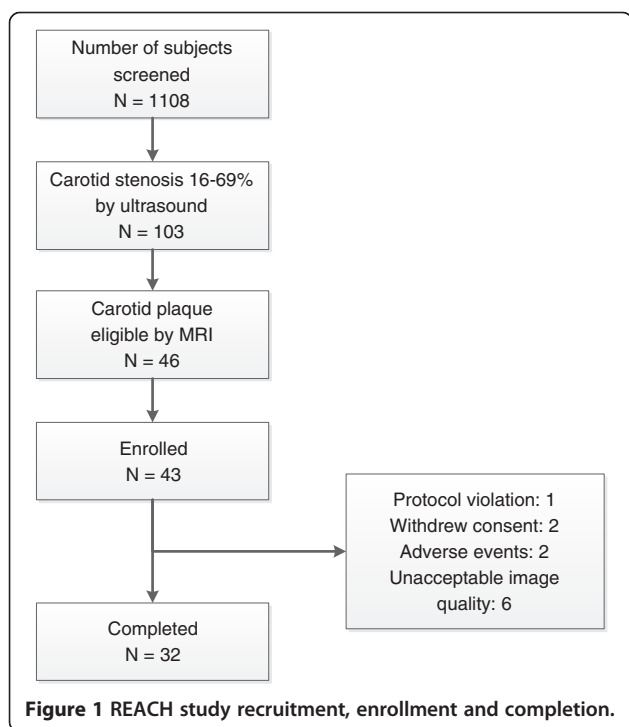 Number of subjects
screened
N = 1108
Carotid stenosis 16-69%
by ultrasound
N = 103
Carotid plaque
eligible by MRI
N = 46
Enrolled
N = 43
Protocol violation: 1
Withdrew consent: 2
Adverse events: 2
Unacceptable image
quality: 6
Completed
N = 32
Figure 1 REACH study recruitment, enrollment and completion.